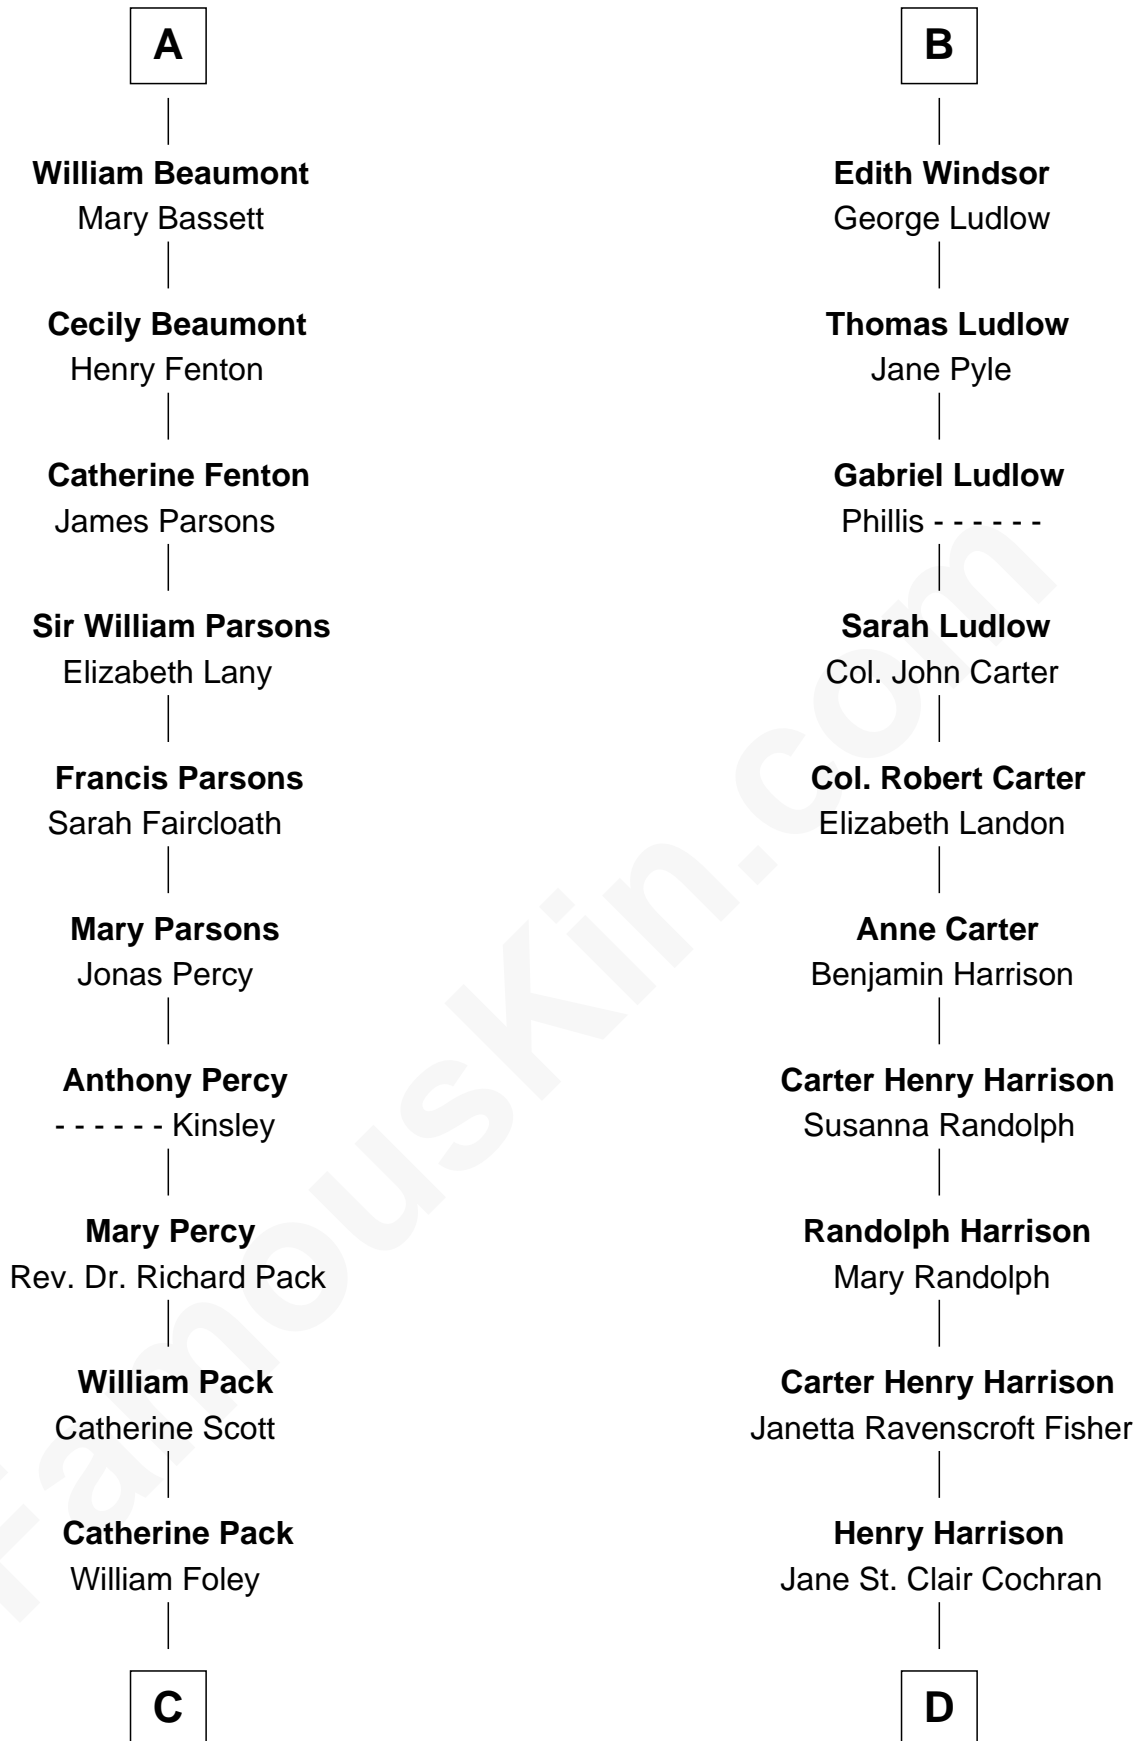 A
William Beaumont
Mary Bassett
Cecily Beaumont
Henry Fenton
Catherine Fenton
James Parsons
Sir William Parsons
Elizabeth Lany
Francis Parsons
Sarah Faircloath
Mary Parsons
Jonas Percy
Anthony Percy
- - - - - - Kinsley
Mary Percy
Rev. Dr. Richard Pack
William Pack
Catherine Scott
Catherine Pack
William Foley
C
B
Edith Windsor
George Ludlow
Thomas Ludlow
Jane Pyle
Gabriel Ludlow
Phillis - - - - - -
Sarah Ludlow
Col. John Carter
Col. Robert Carter
Elizabeth Landon
Anne Carter
Benjamin Harrison
Carter Henry Harrison
Susanna Randolph
Randolph Harrison
Mary Randolph
Carter Henry Harrison
Janetta Ravenscroft Fisher
Henry Harrison
Jane St. Clair Cochran
D
FamousKin.com